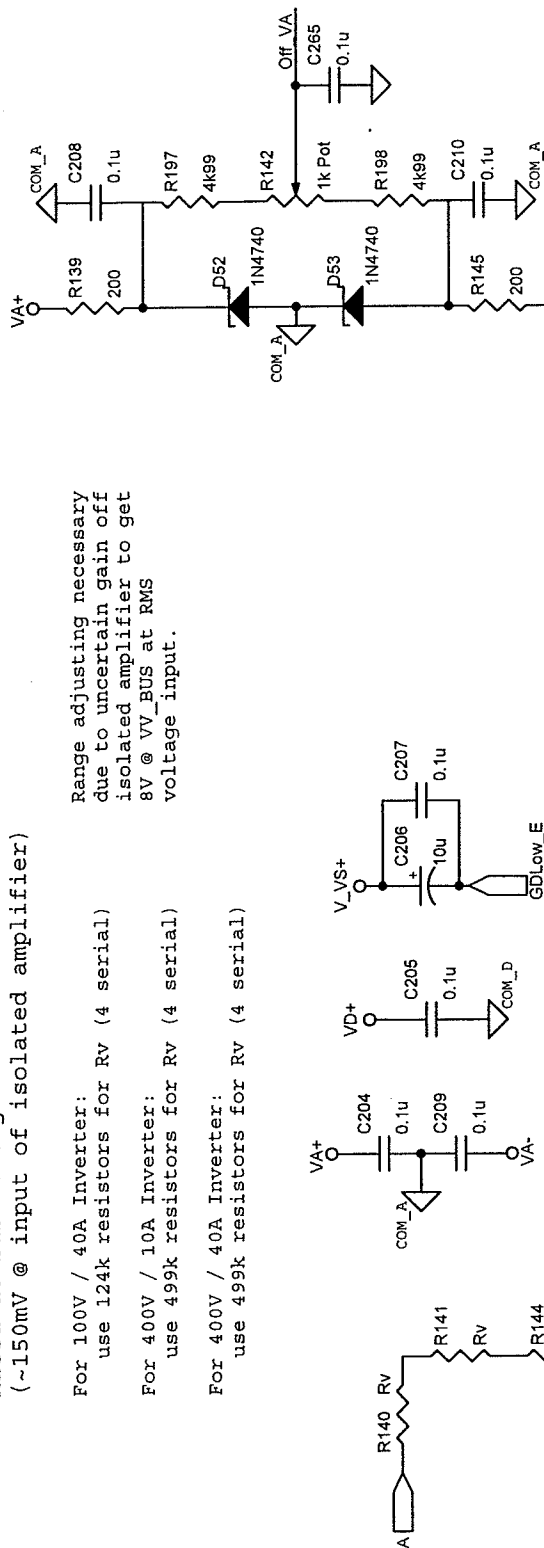 (~150mV @ input of isolated amplifier)
For 100V / 40A Inverter:
use 124k resistors for Rv (4 serial)
For 400V / 10A Inverter:
use 499k resistors for Rv (4 serial)
For 400V / 40A Inverter:
use 499k resistors for Rv (4 serial)
Range adjusting necessary
due to uncertain gain off
isolated amplifier to get
8V @ VV_BUS at RMS
voltage input.
A
R140
Rv
R141
Rv
R144
VA+
C204
0.1u
COM_A
C209
0.1u
VA-
VD+
C205
0.1u
COM_D
V_VS+
C206
10u
+
C207
0.1u
GDLow_E
VA+
R139
200
COM_A
C208
0.1u
D52
1N4740
COM_A
D53
1N4740
R145
200
R197
4k99
R142
1k Pot
R198
4k99
C210
0.1u
COM_A
Off_VA
C265
0.1u